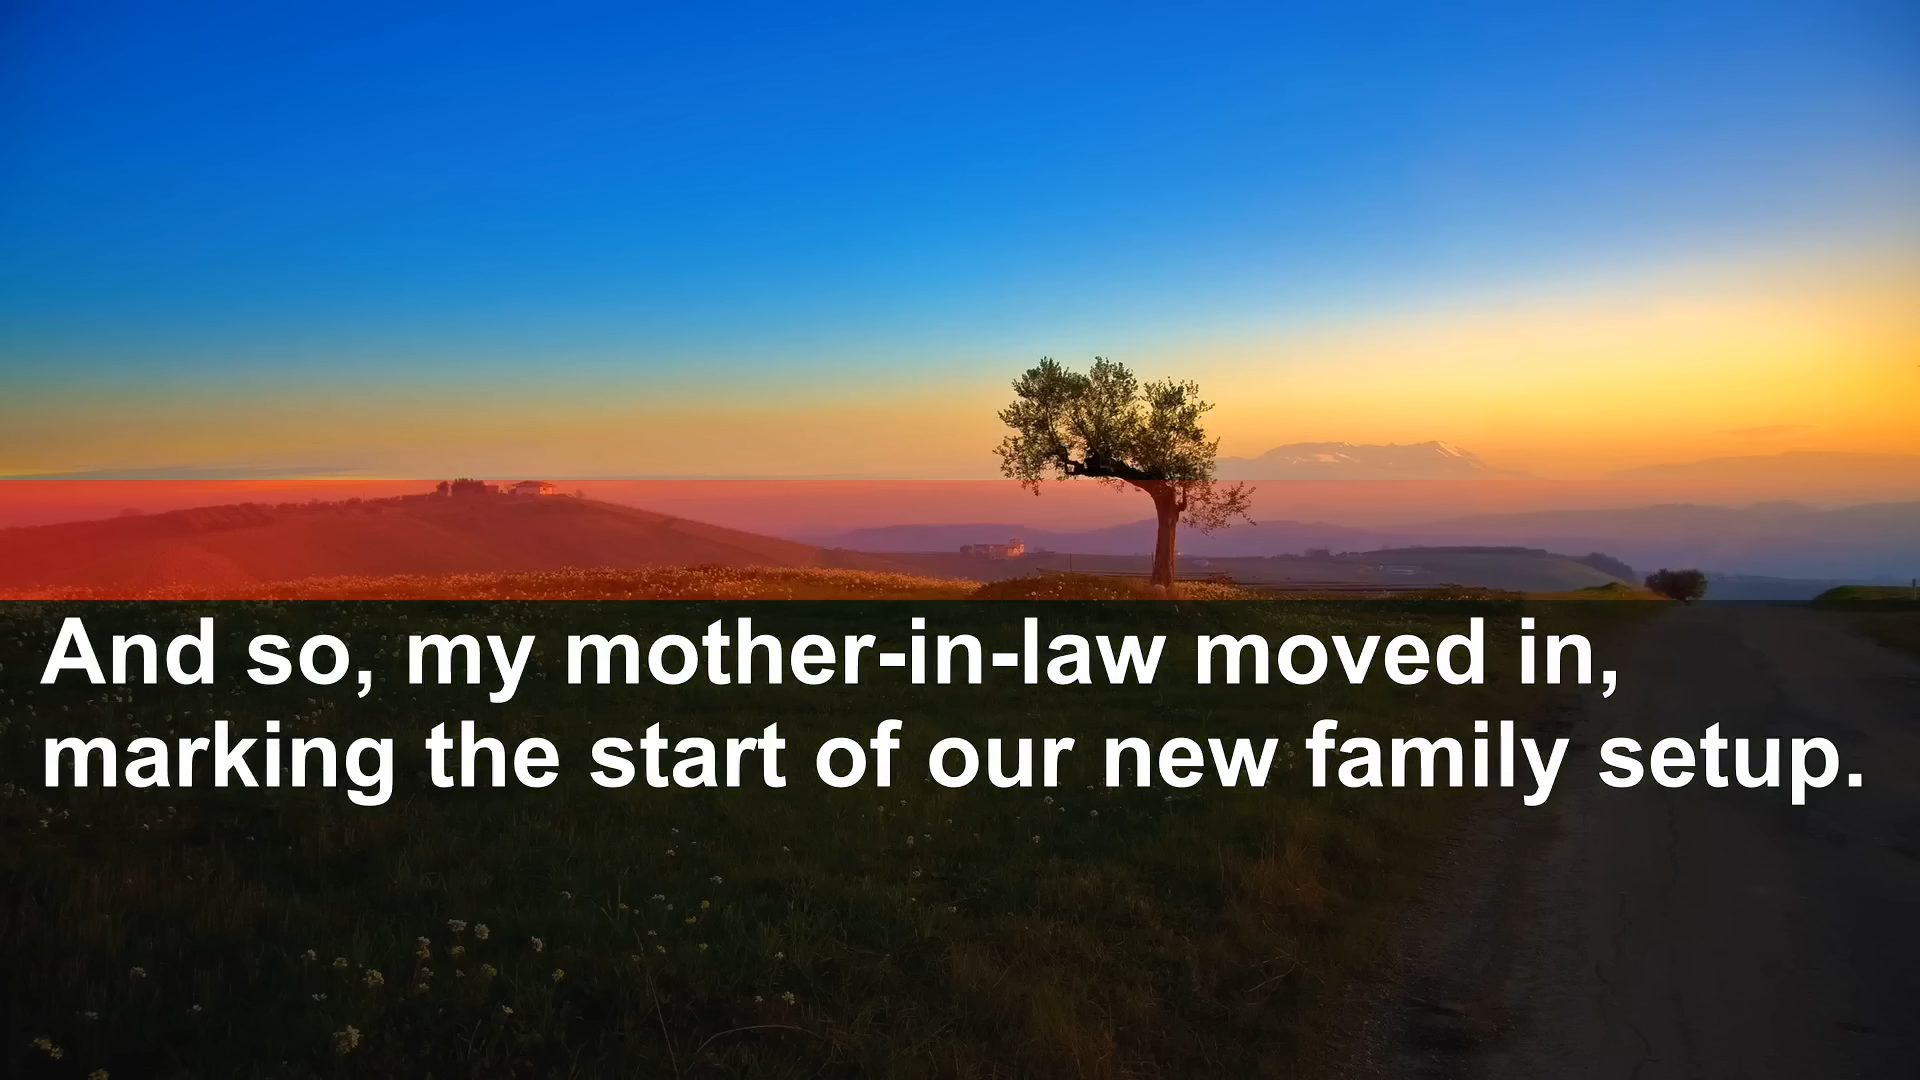 And so, my mother-in-law moved in,
marking the start of our new family setup.